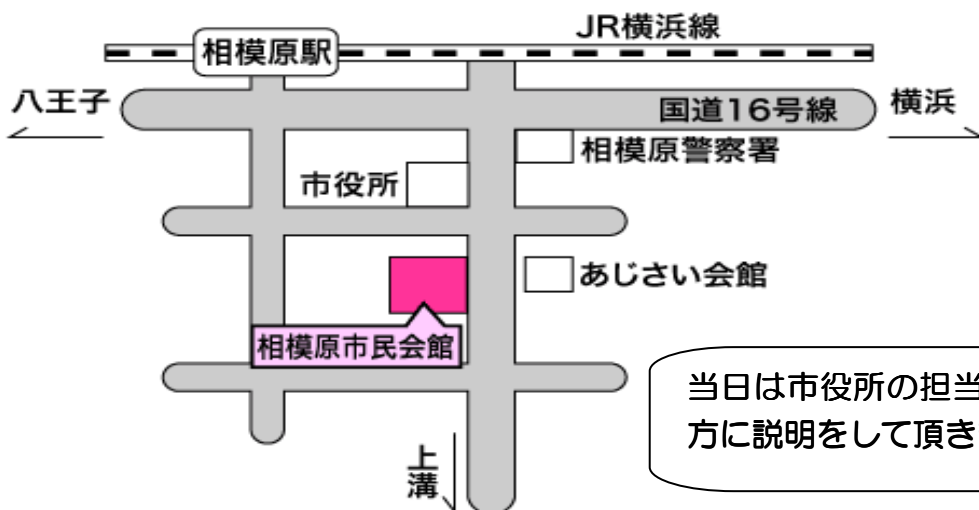 JR横浜線
相模原駅
八王子
国道16号線
横浜
相模原警察署
市役所
あじさい会館
相模原市民会館
当日は市役所の担当
方に説明をして頂き
上溝